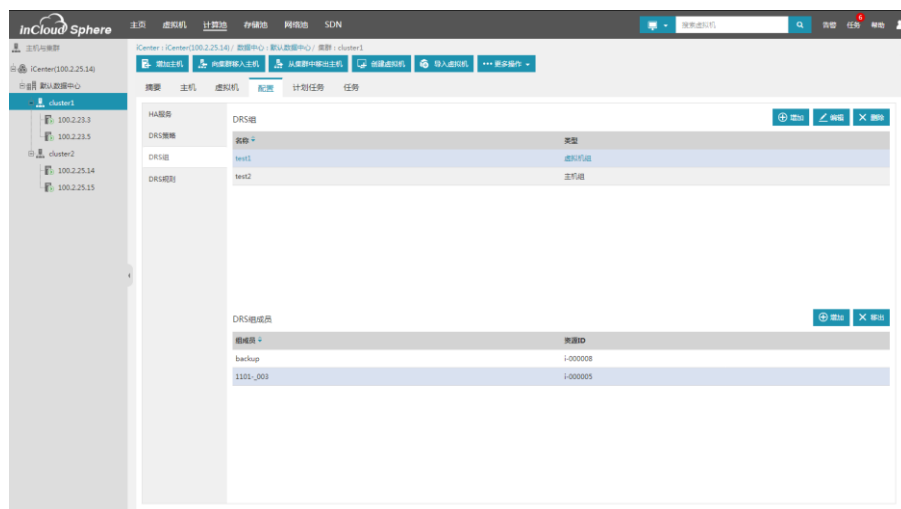 InCloud Sphere 主页 虚拟机 计算池 存储池 网络池 SDN 搜索虚拟机 告警 任务 6 帮助
主机与集群
iCenter : iCenter(100.2.25.14) / 数据中心 : 默认数据中心 / 集群 : cluster1
增加主机 向集群移入主机 从集群中移出主机 创建虚拟机 导入虚拟机 ••• 更多操作
iCenter(100.2.25.14)
默认数据中心
cluster1
100.2.23.3
100.2.23.5
cluster2
100.2.25.14
100.2.25.15
摘要 主机 虚拟机 配置 计划任务 任务
HA服务
DRS策略
DRS组
DRS规则
DRS组 增加 编辑 删除
名称 类型
test1 虚拟机组
test2 主机组
DRS组成员 增加 移出
组成员 资源ID
backup i-000008
1101-_003 i-000005